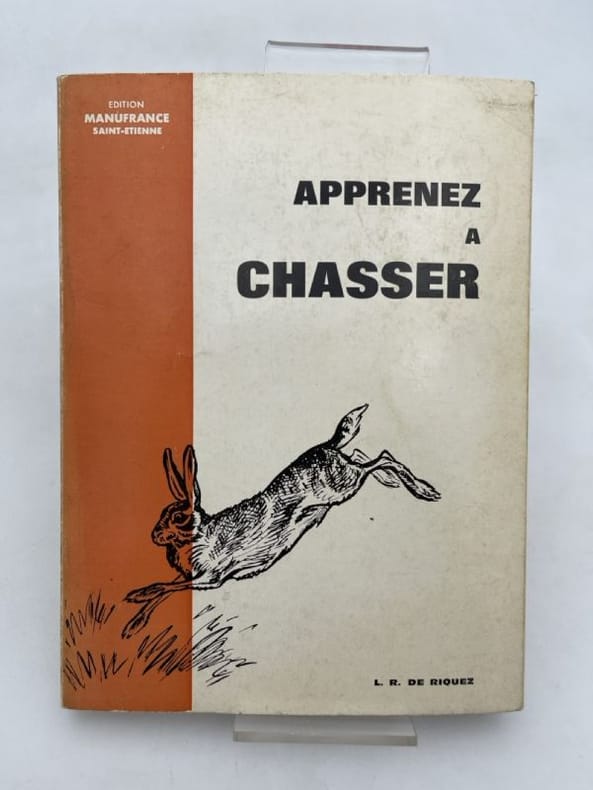 EDITION
MANUFRANCE
SAINT-ETIENNE
APPRENEZ
A
CHASSER
L. R. DE RIQUEZ